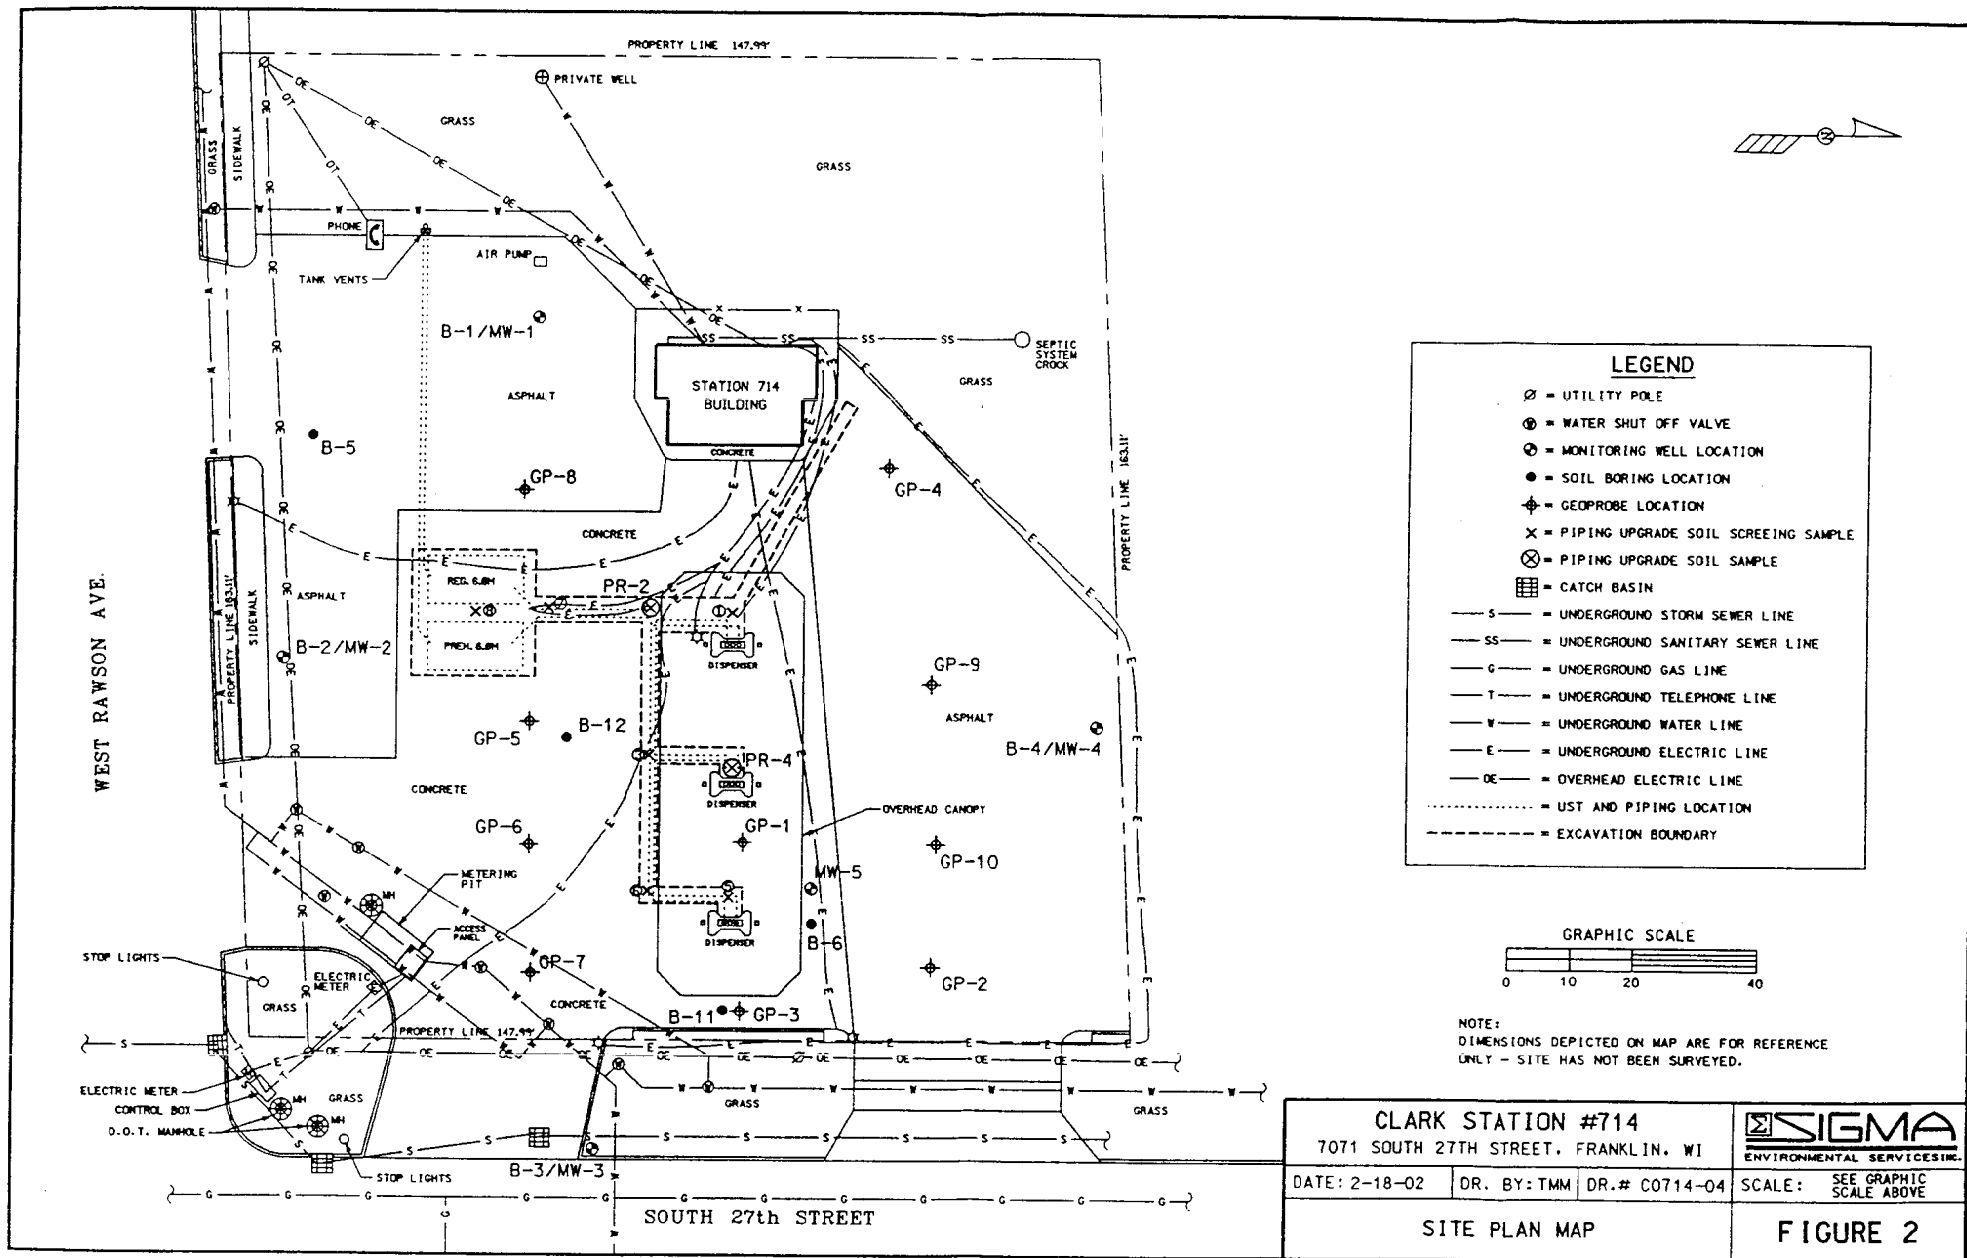 PROPERTY LINE 147.99'
PRIVATE WELL
GRASS
GRASS
GRASS
SIDEWALK
PHONE
AIR PUMP
TANK VENTS
B-1/MW-1
SEPTIC
SYSTEM
CROCK
GRASS
STATION 714
BUILDING
ASPHALT
CONCRETE
B-5
GP-8
GP-4
CONCRETE
PROPERTY LINE 163.11'
WEST RAWSON AVE.
PROPERTY LINE 163.11'
SIDEWALK
ASPHALT
REG. 6.0M
PREM. 6.0M
PR-2
DISPENSER
B-2/MW-2
GP-9
ASPHALT
GP-5
B-12
B-4/MW-4
PR-4
DISPENSER
CONCRETE
OVERHEAD CANOPY
GP-6
GP-1
GP-10
METERING
PIT
MH
ACCESS
PANEL
MW-5
B-6
DISPENSER
STOP LIGHTS
ELECTRIC
METER
GRASS
GP-7
GP-2
CONCRETE
B-11
GP-3
PROPERTY LINE 147.99'
ELECTRIC METER
CONTROL BOX
D.O.T. MANHOLE
MH
MH
GRASS
GRASS
GRASS
STOP LIGHTS
B-3/MW-3
SOUTH 27th STREET
N
LEGEND
= UTILITY POLE
= WATER SHUT OFF VALVE
= MONITORING WELL LOCATION
= SOIL BORING LOCATION
= GEOPROBE LOCATION
= PIPING UPGRADE SOIL SCREEING SAMPLE
= PIPING UPGRADE SOIL SAMPLE
= CATCH BASIN
S = UNDERGROUND STORM SEWER LINE
SS = UNDERGROUND SANITARY SEWER LINE
G = UNDERGROUND GAS LINE
T = UNDERGROUND TELEPHONE LINE
W = UNDERGROUND WATER LINE
E = UNDERGROUND ELECTRIC LINE
OE = OVERHEAD ELECTRIC LINE
= UST AND PIPING LOCATION
= EXCAVATION BOUNDARY
GRAPHIC SCALE
0 10 20 40
NOTE:
DIMENSIONS DEPICTED ON MAP ARE FOR REFERENCE
ONLY - SITE HAS NOT BEEN SURVEYED.
CLARK STATION #714
7071 SOUTH 27TH STREET. FRANKLIN. WI
SIGMA
ENVIRONMENTAL SERVICES INC.
DATE: 2-18-02
DR. BY: TMM
DR.# C0714-04
SCALE: SEE GRAPHIC
SCALE ABOVE
SITE PLAN MAP
FIGURE 2